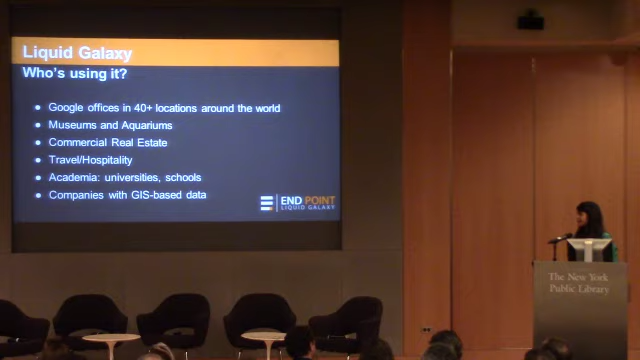 Liquid Galaxy
Who's using it?
• Google offices in 40+ locations around the world
• Museums and Aquariums
• Commercial Real Estate
• Travel/Hospitality
• Academia: universities, schools
• Companies with GIS-based data
END POINT
LIQUID GALAXY
The New York
Public Library